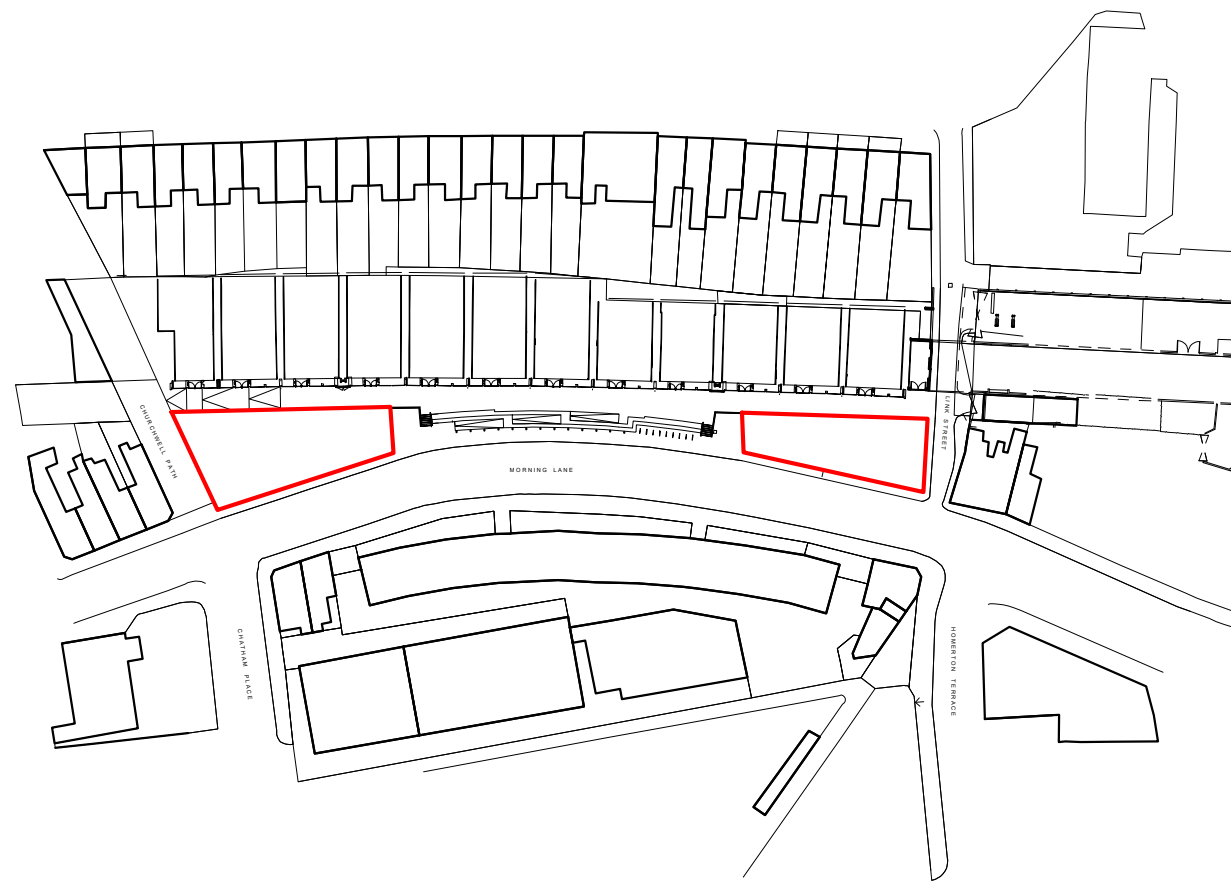 CHURCHWELL PATH
LINK STREET
MORNING LANE
CHATHAM PLACE
HOMERTON TERRACE